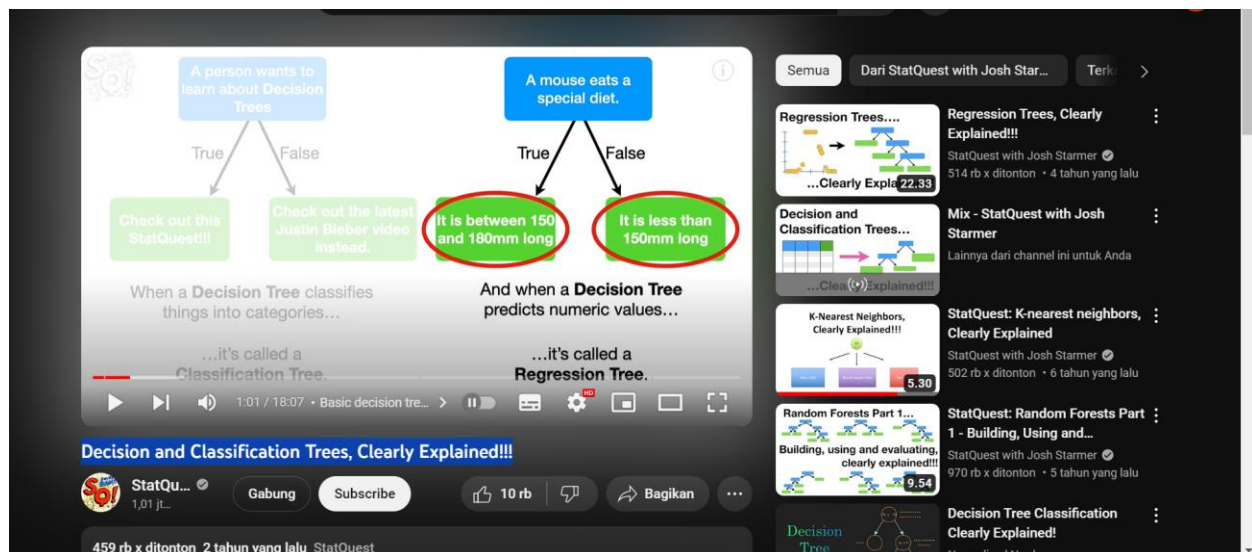 A person wants to
learn about Decision
Trees
True
False
Check out this
StatQuest!!!
Check out the latest
Justin Bieber video
instead.
When a Decision Tree classifies
things into categories...
...it's called a
Classification Tree.
A mouse eats a
special diet.
True
False
It is between 150
and 180mm long
It is less than
150mm long
And when a Decision Tree
predicts numeric values...
...it's called a
Regression Tree.
1:01 / 18:07 • Basic decision tre...
HD
Decision and Classification Trees, Clearly Explained!!!
StatQu...
1,01 jt...
Gabung
Subscribe
10 rb
Bagikan
459 rb x ditonton 2 tahun yang lalu StatQuest
Semua
Dari StatQuest with Josh Star...
Terk
Regression Trees....
...Clearly Expla
22.33
Regression Trees, Clearly
Explained!!!
StatQuest with Josh Starmer
514 rb x ditonton • 4 tahun yang lalu
Decision and
Classification Trees...
...Clearly Explained!!!
Mix - StatQuest with Josh
Starmer
Lainnya dari channel ini untuk Anda
K-Nearest Neighbors,
Clearly Explained!!!
5.30
StatQuest: K-nearest neighbors,
Clearly Explained
StatQuest with Josh Starmer
502 rb x ditonton • 6 tahun yang lalu
Random Forests Part 1...
Building, using and evaluating,
clearly explained!!!
9.54
StatQuest: Random Forests Part
1 - Building, Using and...
StatQuest with Josh Starmer
970 rb x ditonton • 5 tahun yang lalu
Decision
Tree
Decision Tree Classification
Clearly Explained!